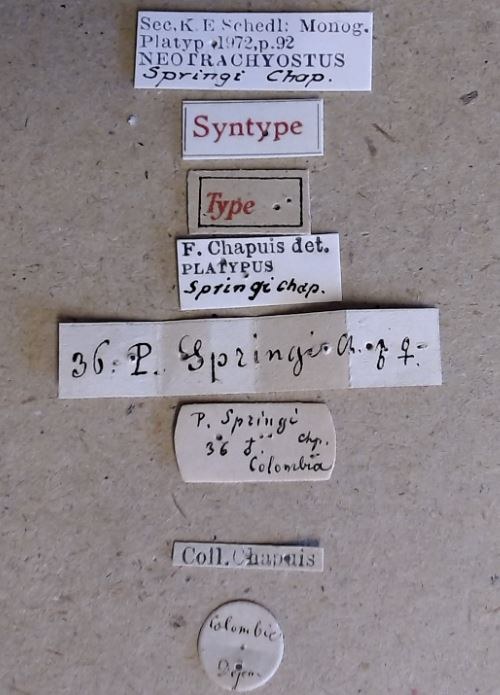 Sec. K. E Schedl: Monog.
Platyp 1972, p. 92
NEOTRACHYOSTUS
Springi Chap.
Syntype
Type
F. Chapuis det.
PLATYPUS
Springi Chap.
36. P. Springi Ch. ♂ ♀.
P. Springi
36 ♂. Chp.
Colombia
Coll. Chapuis
Colombie
Dejean